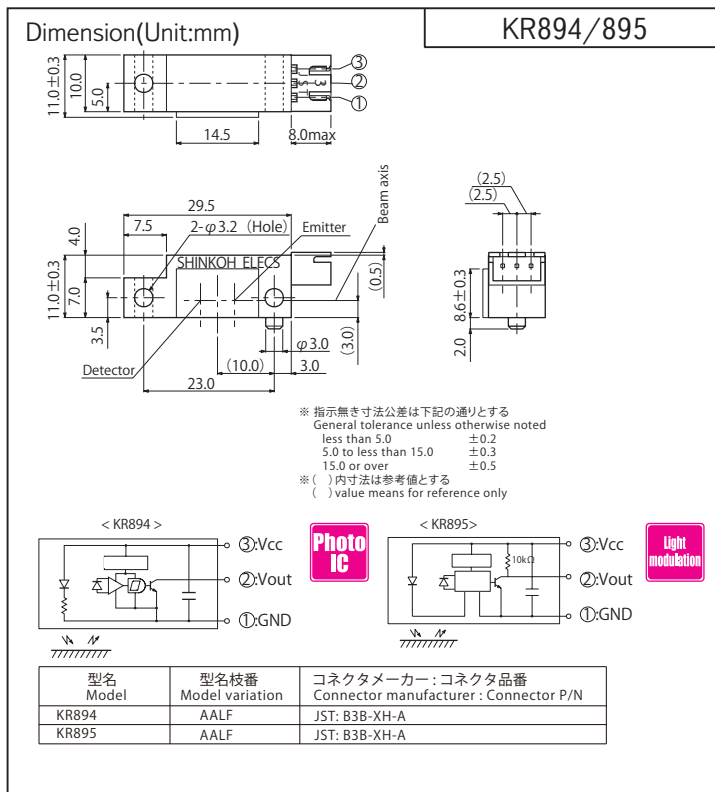 Dimension(Unit:mm)
KR894/895
11.0±0.3
10.0
5.0
J S T
3
③
②
①
14.5
8.0max
29.5
7.5
2-φ3.2 (Hole)
Emitter
Beam axis
4.0
SHINKOH ELECS
11.0±0.3
7.0
3.5
(0.5)
φ3.0
(3.0)
Detector
(10.0)
3.0
23.0
(2.5)
(2.5)
8.6±0.3
2.0
※ 指示無き寸法公差は下記の通りとする
General tolerance unless otherwise noted
less than 5.0 ±0.2
5.0 to less than 15.0 ±0.3
15.0 or over ±0.5
※( )内寸法は参考値とする
( )value means for reference only
< KR894 >
③:Vcc
②:Vout
①:GND
Photo
IC
< KR895>
10kΩ
③:Vcc
②:Vout
①:GND
Light
modulation
型名 型名枝番 コネクタメーカー : コネクタ品番
Model Model variation Connector manufacturer : Connector P/N
KR894 AALF JST: B3B-XH-A
KR895 AALF JST: B3B-XH-A